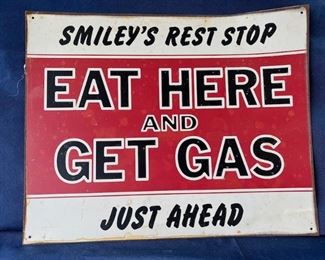 SMILEY'S REST STOP
EAT HERE
AND
GET GAS
JUST AHEAD